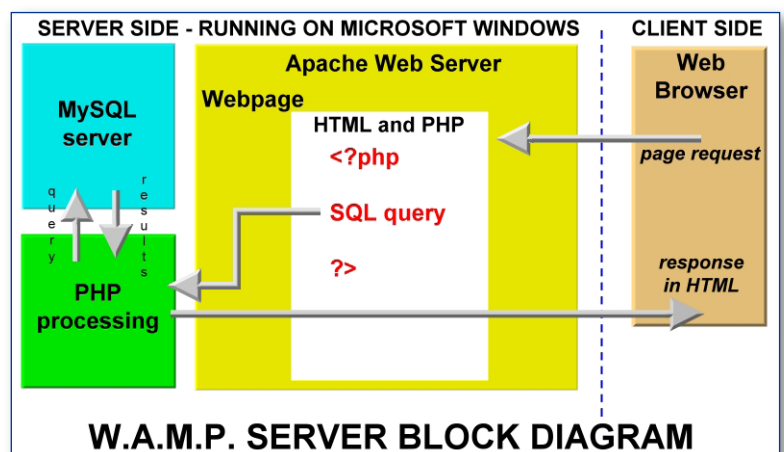 SERVER SIDE - RUNNING ON MICROSOFT WINDOWS
CLIENT SIDE
MySQL
server
query
results
PHP
processing
Apache Web Server
Webpage
HTML and PHP
<?php
SQL query
?>
Web
Browser
page request
response
in HTML
W.A.M.P. SERVER BLOCK DIAGRAM